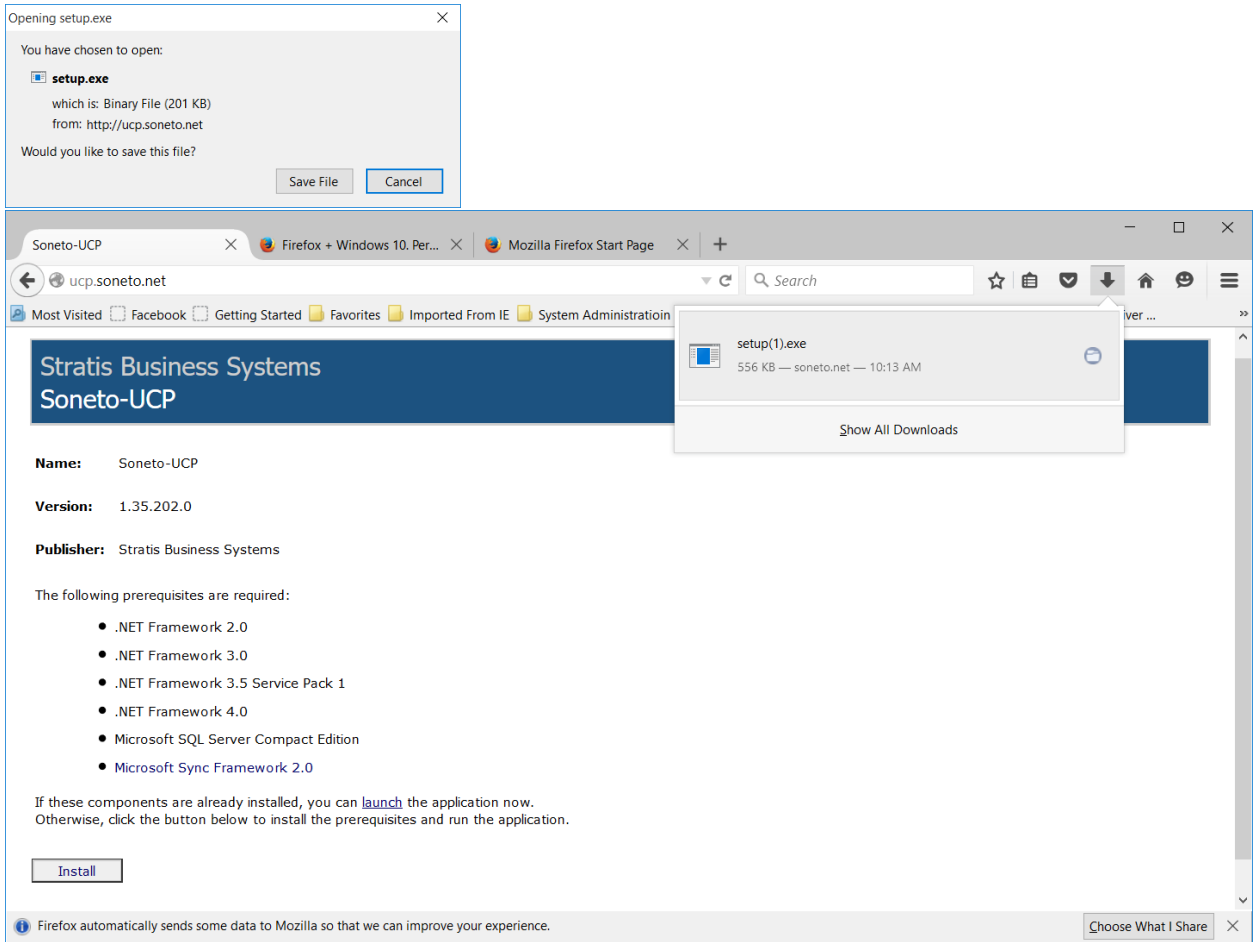 Opening setup.exe
You have chosen to open:
setup.exe
which is: Binary File (201 KB)
from: http://ucp.soneto.net
Would you like to save this file?
Save File Cancel
Soneto-UCP Firefox + Windows 10. Per... Mozilla Firefox Start Page
ucp.soneto.net Search
Most Visited Facebook Getting Started Favorites Imported From IE System Administratioin iver ... »
setup(1).exe
556 KB — soneto.net — 10:13 AM
Show All Downloads
Stratis Business Systems
Soneto-UCP
Name: Soneto-UCP
Version: 1.35.202.0
Publisher: Stratis Business Systems
The following prerequisites are required:
.NET Framework 2.0
.NET Framework 3.0
.NET Framework 3.5 Service Pack 1
.NET Framework 4.0
Microsoft SQL Server Compact Edition
Microsoft Sync Framework 2.0
If these components are already installed, you can launch the application now.
Otherwise, click the button below to install the prerequisites and run the application.
Install
Firefox automatically sends some data to Mozilla so that we can improve your experience. Choose What I Share